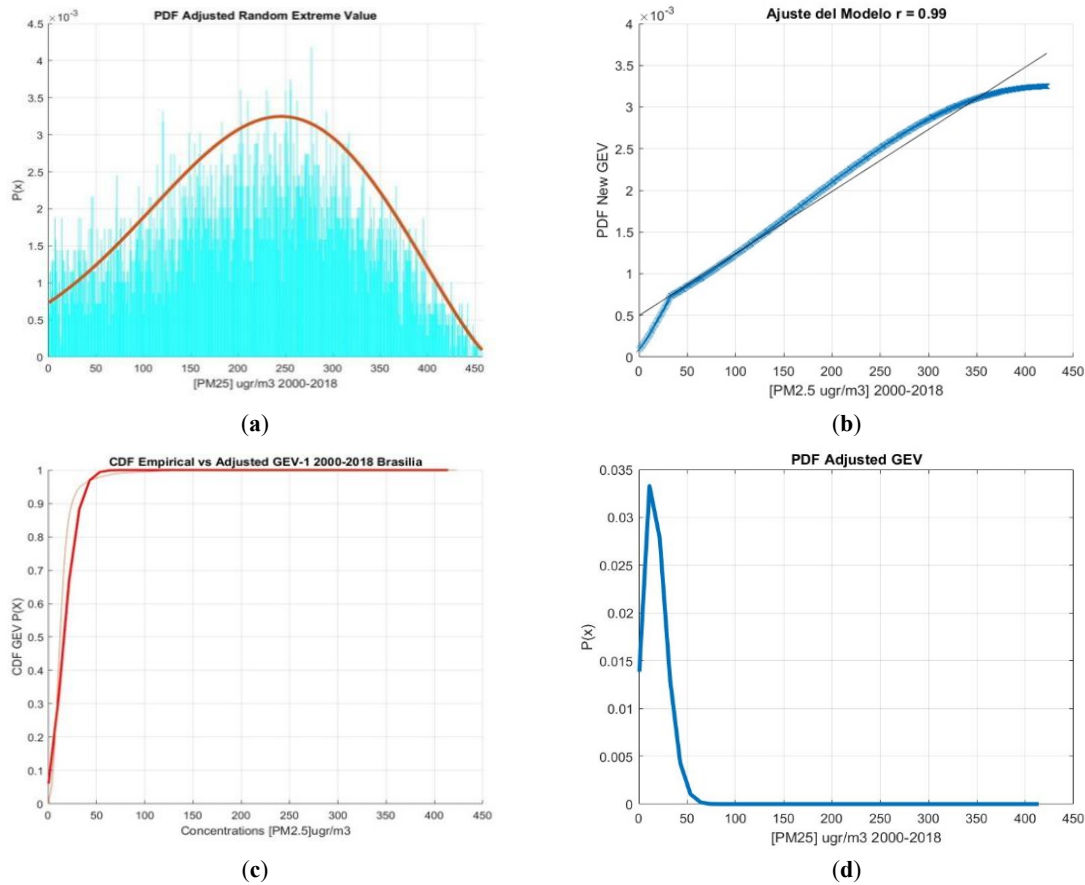 PDF Adjusted Random Extreme Value
4.5 ×10⁻³
4
3.5
3
2.5
2
1.5
1
0.5
0
P(x)
0 50 100 150 200 250 300 350 400 450
[PM25] ugr/m3 2000-2018
(a)
Ajuste del Modelo r = 0.99
4 ×10⁻³
3.5
3
2.5
2
1.5
1
0.5
0
PDF New GEV
0 50 100 150 200 250 300 350 400 450
[PM2.5 ugr/m3] 2000-2018
(b)
CDF Empirical vs Adjusted GEV-1 2000-2018 Brasilia
1
0.9
0.8
0.7
0.6
0.5
0.4
0.3
0.2
0.1
0
CDF GEV P(X)
0 50 100 150 200 250 300 350 400 450
Concentrations [PM2.5]ugr/m3
(c)
PDF Adjusted GEV
0.035
0.03
0.025
0.02
0.015
0.01
0.005
0
P(x)
0 50 100 150 200 250 300 350 400 450
[PM25] ugr/m3 2000-2018
(d)